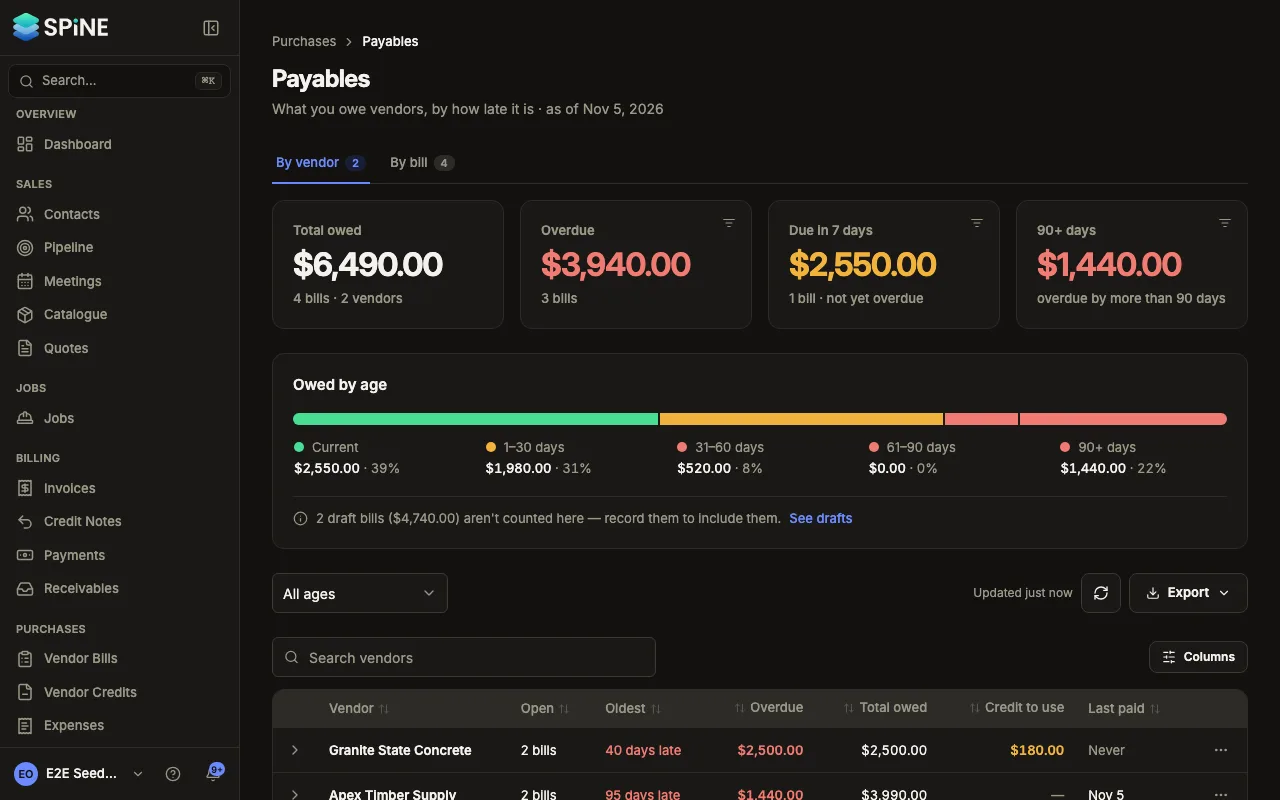 SPiNE
Search... ⌘K
OVERVIEW
Dashboard
SALES
Contacts
Pipeline
Meetings
Catalogue
Quotes
JOBS
Jobs
BILLING
Invoices
Credit Notes
Payments
Receivables
PURCHASES
Vendor Bills
Vendor Credits
Expenses
EO E2E Seed... 9+
Purchases > Payables
Payables
What you owe vendors, by how late it is · as of Nov 5, 2026
By vendor 2 By bill 4
Total owed
$6,490.00
4 bills · 2 vendors
Overdue
$3,940.00
3 bills
Due in 7 days
$2,550.00
1 bill · not yet overdue
90+ days
$1,440.00
overdue by more than 90 days
Owed by age
Current 1–30 days 31–60 days 61–90 days 90+ days
$2,550.00 · 39% $1,980.00 · 31% $520.00 · 8% $0.00 · 0% $1,440.00 · 22%
2 draft bills ($4,740.00) aren't counted here — record them to include them. See drafts
All ages Updated just now Export
Search vendors Columns
Vendor Open Oldest Overdue Total owed Credit to use Last paid
Granite State Concrete 2 bills 40 days late $2,500.00 $2,500.00 $180.00 Never
Apex Timber Supply 2 bills 95 days late $1,440.00 $3,990.00 — Nov 5